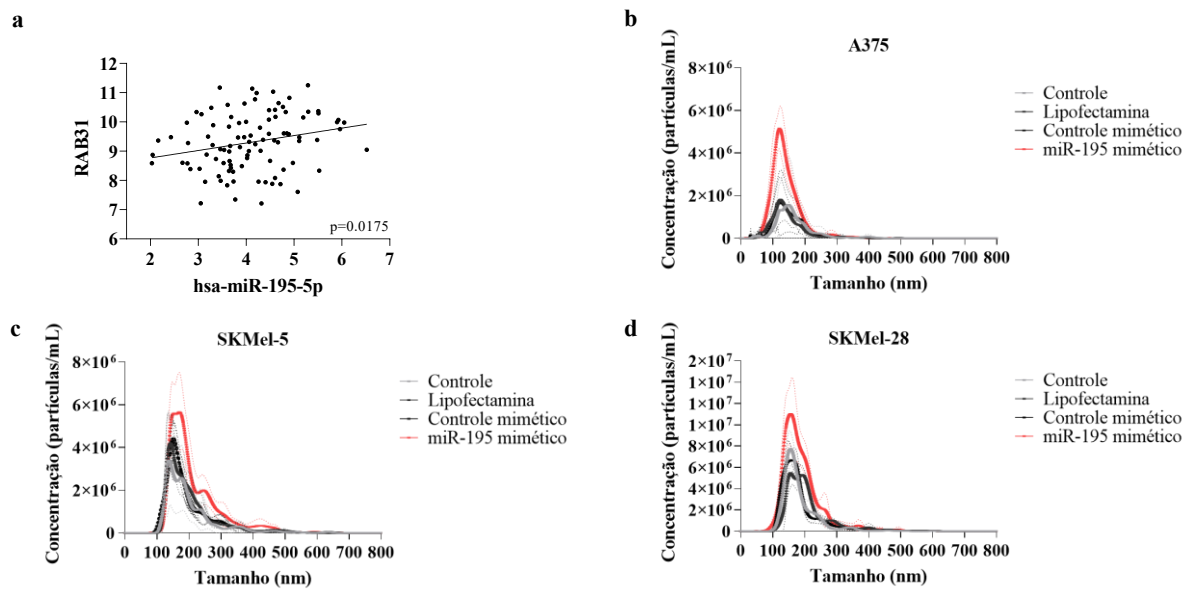 a
RAB31
12
11
10
9
8
7
6
2 3 4 5 6 7
p=0.0175
hsa-miR-195-5p
b
A375
Concentração (partículas/mL)
8×10⁶
6×10⁶
4×10⁶
2×10⁶
0
0 100 200 300 400 500 600 700 800
Tamanho (nm)
Controle
Lipofectamina
Controle mimético
miR-195 mimético
c
SKMel-5
Concentração (partículas/mL)
8×10⁶
6×10⁶
4×10⁶
2×10⁶
0
0 100 200 300 400 500 600 700 800
Tamanho (nm)
Controle
Lipofectamina
Controle mimético
miR-195 mimético
d
SKMel-28
Concentração (partículas/mL)
2×10⁷
1×10⁷
1×10⁷
1×10⁷
8×10⁶
6×10⁶
4×10⁶
2×10⁶
0
0 100 200 300 400 500 600 700 800
Tamanho (nm)
Controle
Lipofectamina
Controle mimético
miR-195 mimético